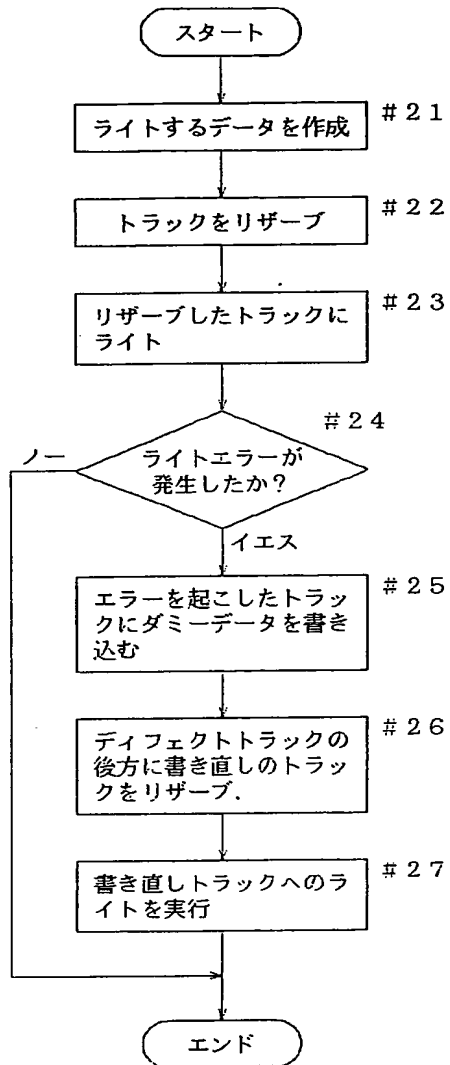 スタート
ライトするデータを作成
#21
トラックをリザーブ
#22
リザーブしたトラックに
ライト
#23
#24
ノー
ライトエラーが
発生したか?
イエス
エラーを起こしたトラッ
クにダミーデータを書き
込む
#25
ディフェクトトラックの
後方に書き直しのトラッ
クをリザーブ.
#26
書き直しトラックへのラ
イトを実行
#27
エンド